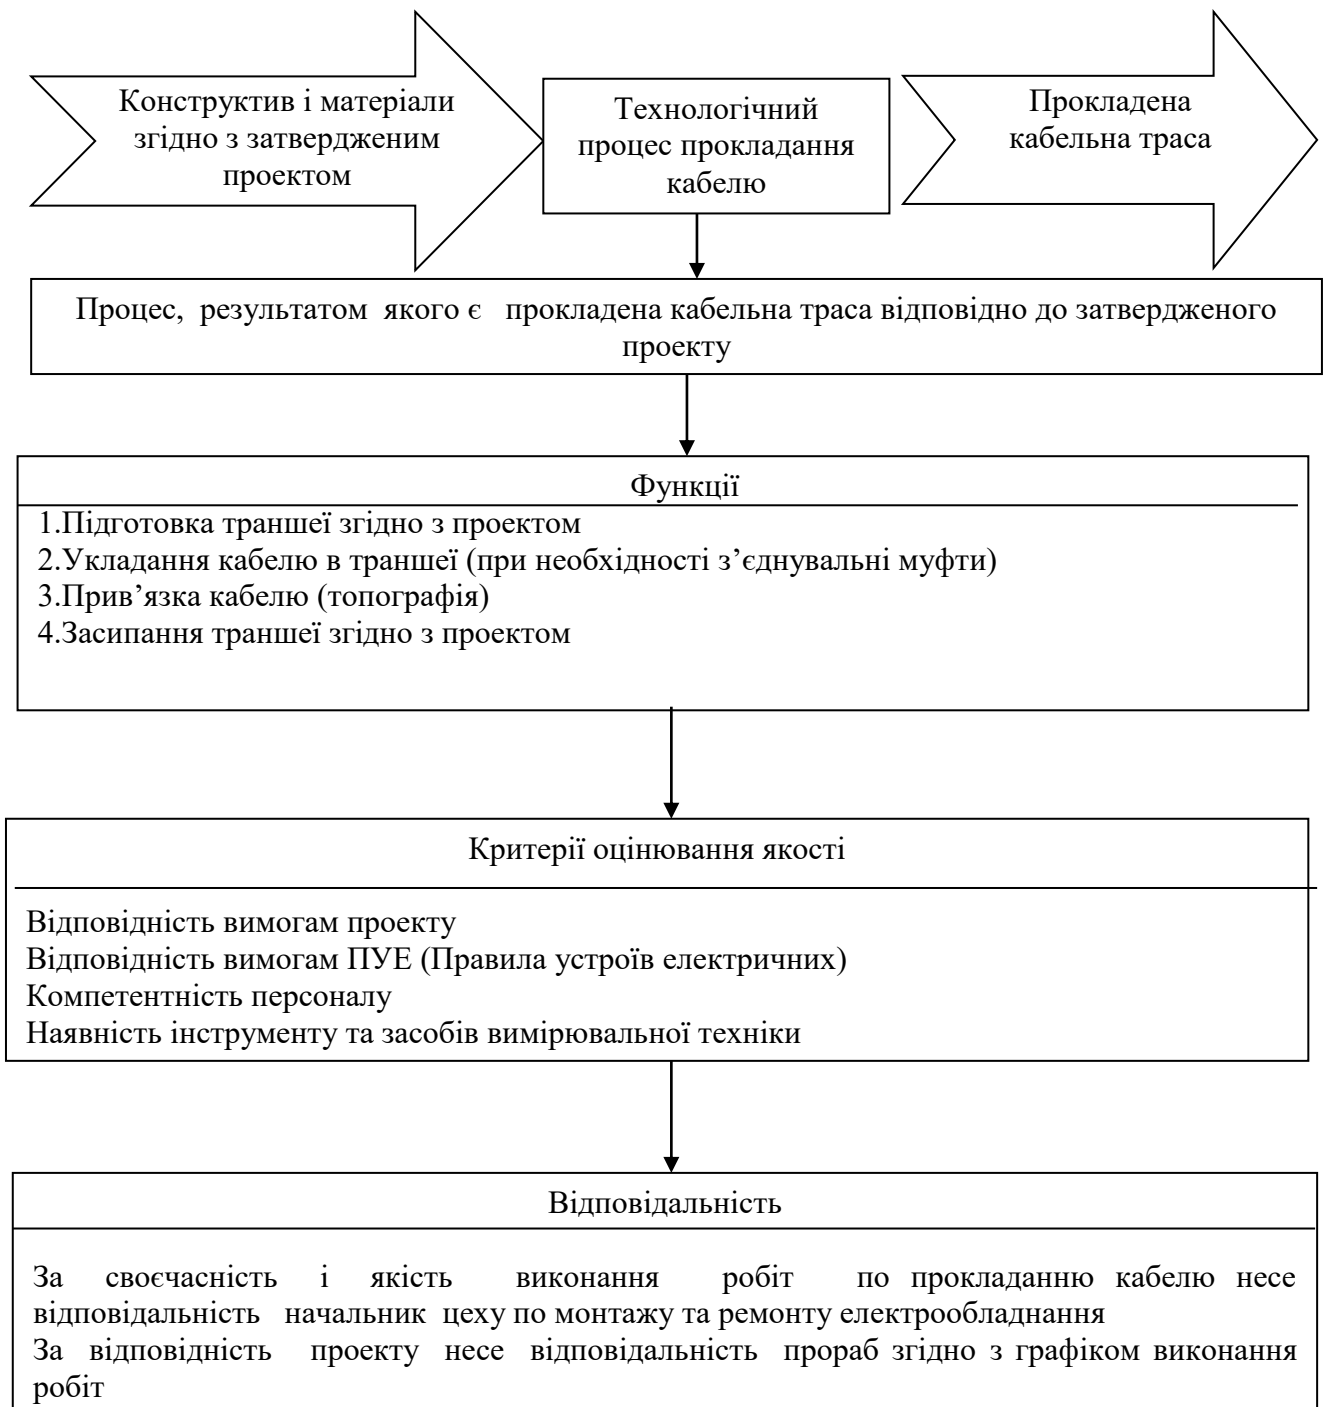 Конструктив і матеріали
згідно з затвердженим
проектом
Технологічний
процес прокладання
кабелю
Прокладена
кабельна траса
Процес, результатом якого є прокладена кабельна траса відповідно до затвердженого
проекту
Функції
1.Підготовка траншеї згідно з проектом
2.Укладання кабелю в траншеї (при необхідності з’єднувальні муфти)
3.Прив’язка кабелю (топографія)
4.Засипання траншеї згідно з проектом
Критерії оцінювання якості
Відповідність вимогам проекту
Відповідність вимогам ПУЕ (Правила устроїв електричних)
Компетентність персоналу
Наявність інструменту та засобів вимірювальної техніки
Відповідальність
За своєчасність і якість виконання робіт по прокладанню кабелю несе
відповідальність начальник цеху по монтажу та ремонту електрообладнання
За відповідність проекту несе відповідальність прораб згідно з графіком виконання
робіт